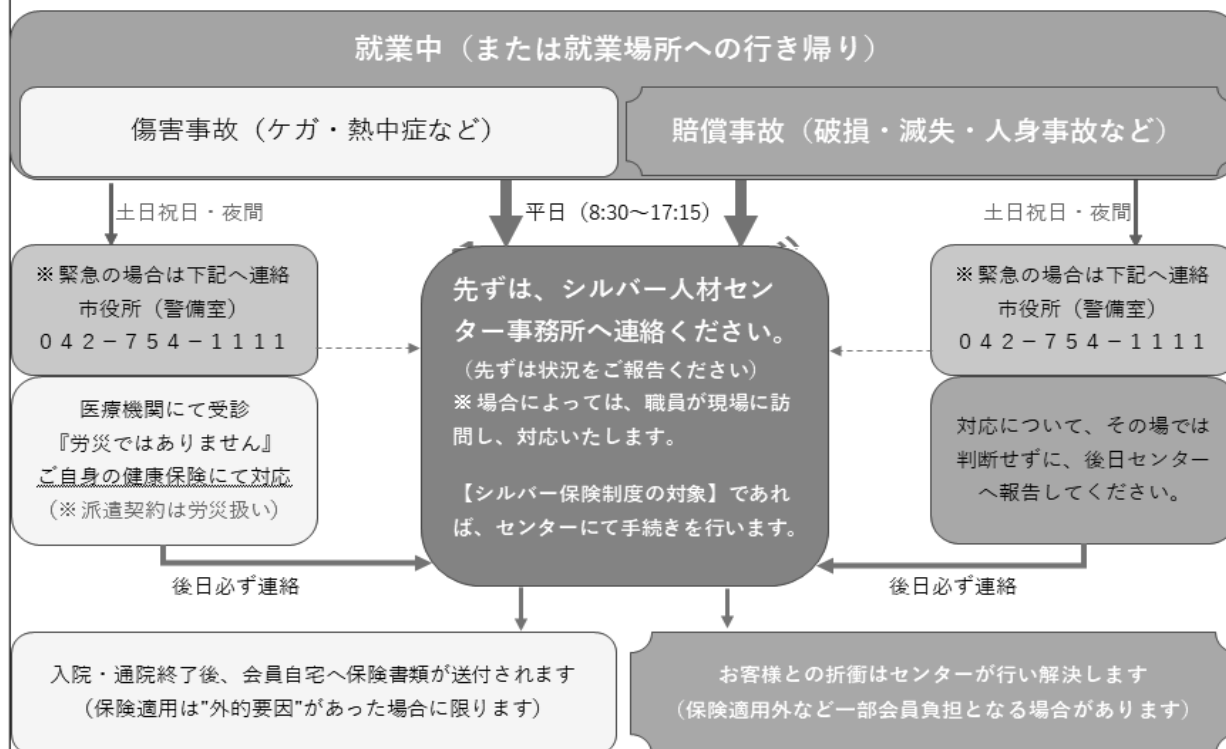 就業中（または就業場所への行き帰り）
傷害事故（ケガ・熱中症など）
賠償事故（破損・滅失・人身事故など）
土日祝日・夜間
平日（8:30～17:15）
土日祝日・夜間
※緊急の場合は下記へ連絡
市役所（警備室）
０４２－７５４－１１１１
医療機関にて受診
『労災ではありません』
ご自身の健康保険にて対応
（※派遣契約は労災扱い）
後日必ず連絡
先ずは、シルバー人材セン
ター事務所へ連絡ください。
（先ずは状況をご報告ください）
※場合によっては、職員が現場に訪
問し、対応いたします。
【シルバー保険制度の対象】であれ
ば、センターにて手続きを行います。
※緊急の場合は下記へ連絡
市役所（警備室）
０４２－７５４－１１１１
対応について、その場では
判断せずに、後日センター
へ報告してください。
後日必ず連絡
入院・通院終了後、会員自宅へ保険書類が送付されます
（保険適用は”外的要因”があった場合に限ります）
お客様との折衝はセンターが行い解決します
（保険適用外など一部会員負担となる場合があります）